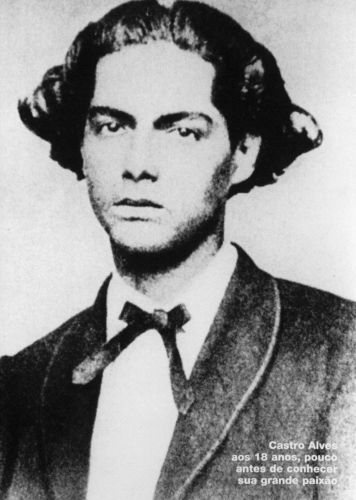 Castro Alves
aos 18 anos, pouco
antes de conhecer
sua grande paixão